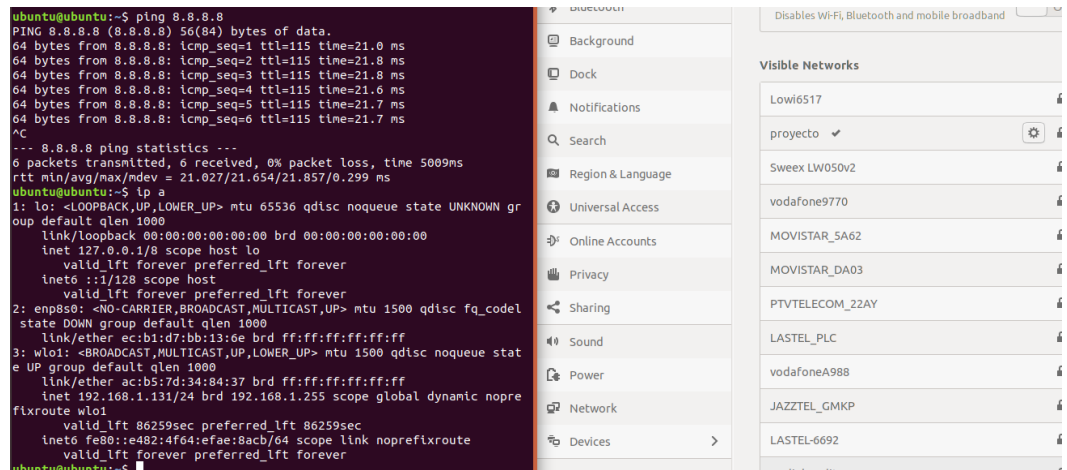 ubuntu@ubuntu:~$ ping 8.8.8.8
PING 8.8.8.8 (8.8.8.8) 56(84) bytes of data.
64 bytes from 8.8.8.8: icmp_seq=1 ttl=115 time=21.0 ms
64 bytes from 8.8.8.8: icmp_seq=2 ttl=115 time=21.8 ms
64 bytes from 8.8.8.8: icmp_seq=3 ttl=115 time=21.8 ms
64 bytes from 8.8.8.8: icmp_seq=4 ttl=115 time=21.6 ms
64 bytes from 8.8.8.8: icmp_seq=5 ttl=115 time=21.7 ms
64 bytes from 8.8.8.8: icmp_seq=6 ttl=115 time=21.7 ms
^C
--- 8.8.8.8 ping statistics ---
6 packets transmitted, 6 received, 0% packet loss, time 5009ms
rtt min/avg/max/mdev = 21.027/21.654/21.857/0.299 ms
ubuntu@ubuntu:~$ ip a
1: lo: <LOOPBACK,UP,LOWER_UP> mtu 65536 qdisc noqueue state UNKNOWN gr
oup default qlen 1000
    link/loopback 00:00:00:00:00:00 brd 00:00:00:00:00:00
    inet 127.0.0.1/8 scope host lo
       valid_lft forever preferred_lft forever
    inet6 ::1/128 scope host
       valid_lft forever preferred_lft forever
2: enp8s0: <NO-CARRIER,BROADCAST,MULTICAST,UP> mtu 1500 qdisc fq_codel
 state DOWN group default qlen 1000
    link/ether ec:b1:d7:bb:13:6e brd ff:ff:ff:ff:ff:ff
3: wlo1: <BROADCAST,MULTICAST,UP,LOWER_UP> mtu 1500 qdisc noqueue stat
e UP group default qlen 1000
    link/ether ac:b5:7d:34:84:37 brd ff:ff:ff:ff:ff:ff
    inet 192.168.1.131/24 brd 192.168.1.255 scope global dynamic nopre
fixroute wlo1
       valid_lft 86259sec preferred_lft 86259sec
    inet6 fe80::e482:4f64:efae:8acb/64 scope link noprefixroute
       valid_lft forever preferred_lft forever
ubuntu@ubuntu:~$
Bluetooth
Background
Dock
Notifications
Search
Region & Language
Universal Access
Online Accounts
Privacy
Sharing
Sound
Power
Network
Devices
Disables Wi-Fi, Bluetooth and mobile broadband
Visible Networks
Lowi6517
proyecto
Sweex LW050v2
vodafone9770
MOVISTAR_5A62
MOVISTAR_DA03
PTVTELECOM_22AY
LASTEL_PLC
vodafoneA988
JAZZTEL_GMKP
LASTEL-6692